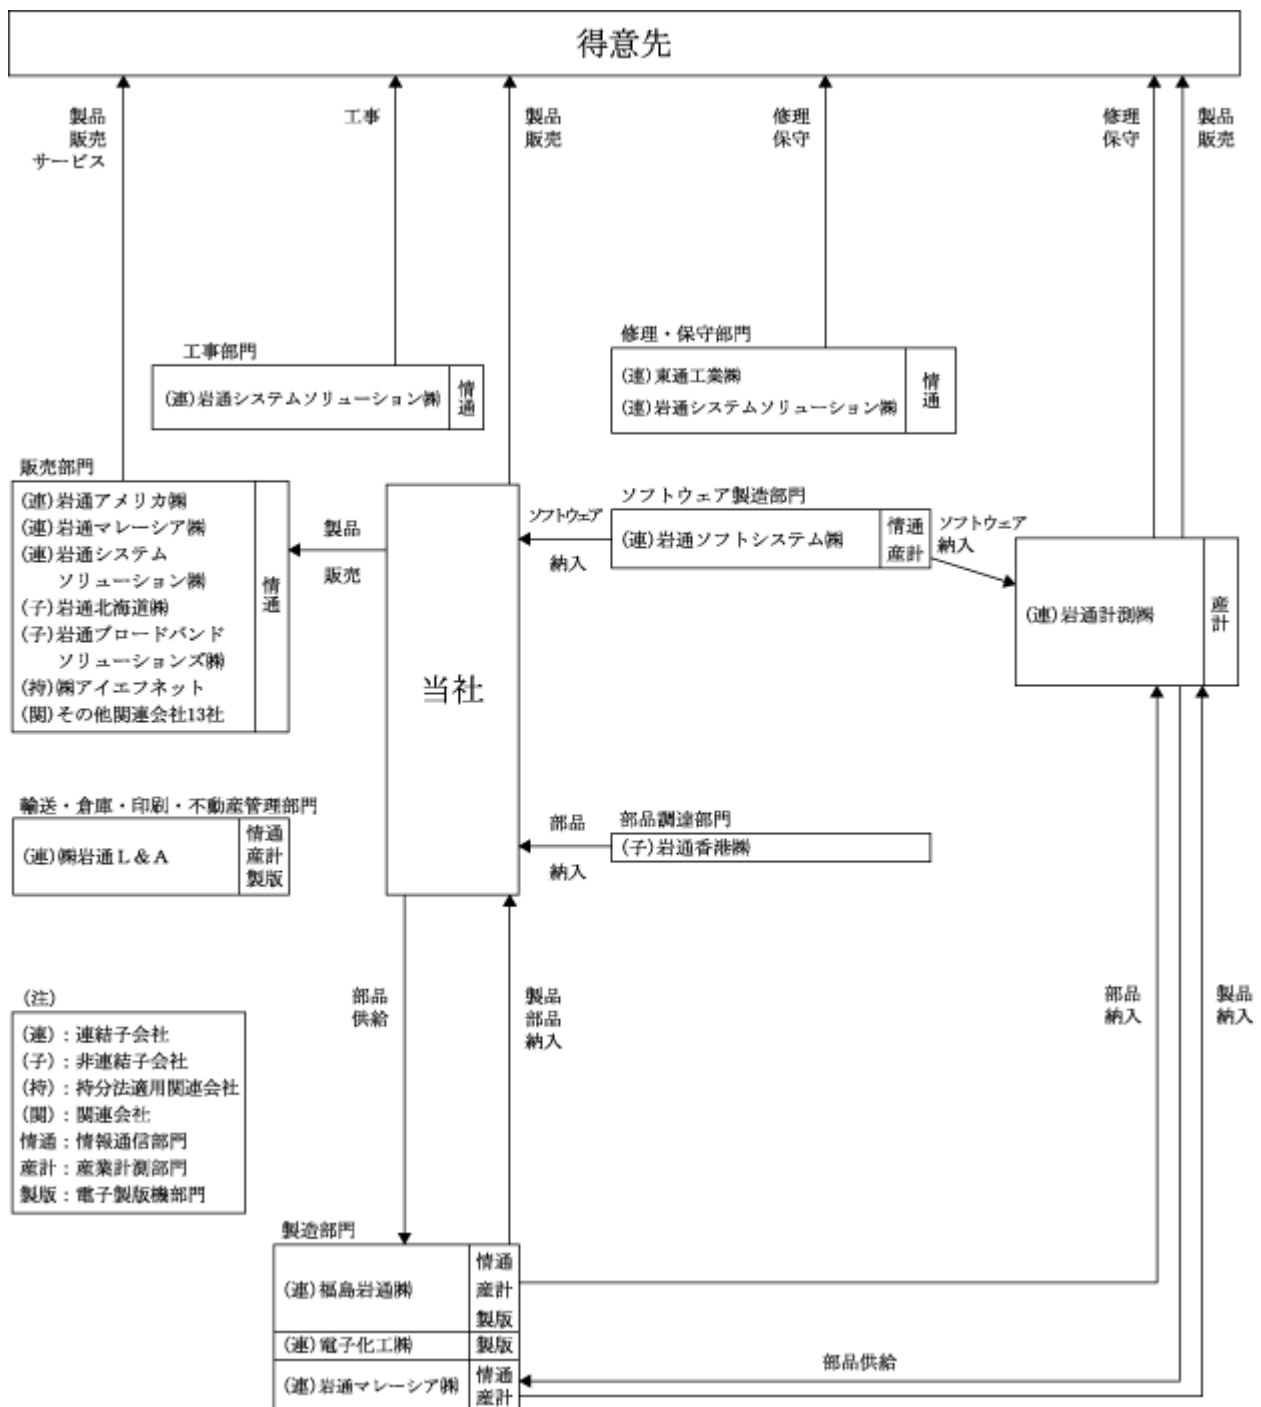 得意先
製品
販売
サービス
工事
製品
販売
修理
保守
修理
保守
製品
販売
工事部門
(連)岩通システムソリューション㈱
情通
修理・保守部門
(連)東通工業㈱
(連)岩通システムソリューション㈱
情通
販売部門
(連)岩通アメリカ㈱
(連)岩通マレーシア㈱
(連)岩通システム
ソリューション㈱
(子)岩通北海道㈱
(子)岩通ブロードバンド
ソリューションズ㈱
(持)㈱アイエフネット
(関)その他関連会社13社
情通
製品
販売
当社
ソフトウェア
納入
ソフトウェア製造部門
(連)岩通ソフトシステム㈱
情通
産計
ソフトウェア
納入
(連)岩通計測㈱
産計
輸送・倉庫・印刷・不動産管理部門
(連)㈱岩通L&A
情通
産計
製版
部品
納入
部品調達部門
(子)岩通香港㈱
部品
供給
製品
部品
納入
部品
納入
製品
納入
(注)
(連):連結子会社
(子):非連結子会社
(持):持分法適用関連会社
(関):関連会社
情通:情報通信部門
産計:産業計測部門
製版:電子製版機部門
製造部門
(連)福島岩通㈱
情通
産計
製版
(連)電子化工㈱
製版
(連)岩通マレーシア㈱
情通
産計
部品供給